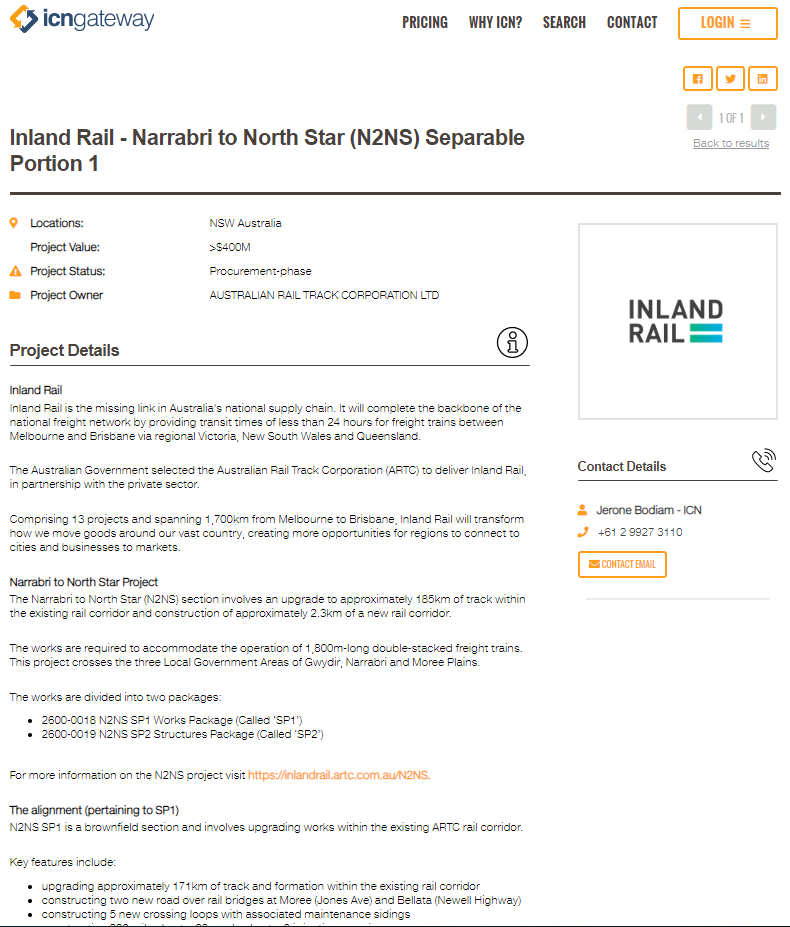 icngateway
PRICING WHY ICN? SEARCH CONTACT LOGIN
1 OF 1
Back to results
Inland Rail - Narrabri to North Star (N2NS) Separable
Portion 1
Locations: NSW Australia
Project Value: >$400M
Project Status: Procurement-phase
Project Owner AUSTRALIAN RAIL TRACK CORPORATION LTD
INLAND
RAIL
Project Details
Inland Rail
Inland Rail is the missing link in Australia's national supply chain. It will complete the backbone of the
national freight network by providing transit times of less than 24 hours for freight trains between
Melbourne and Brisbane via regional Victoria, New South Wales and Queensland.
The Australian Government selected the Australian Rail Track Corporation (ARTC) to deliver Inland Rail,
in partnership with the private sector.
Comprising 13 projects and spanning 1,700km from Melbourne to Brisbane, Inland Rail will transform
how we move goods around our vast country, creating more opportunities for regions to connect to
cities and businesses to markets.
Narrabri to North Star Project
The Narrabri to North Star (N2NS) section involves an upgrade to approximately 185km of track within
the existing rail corridor and construction of approximately 2.3km of a new rail corridor.
The works are required to accommodate the operation of 1,800m-long double-stacked freight trains.
This project crosses the three Local Government Areas of Gwydir, Narrabri and Moree Plains.
The works are divided into two packages:
• 2600-0018 N2NS SP1 Works Package (Called 'SP1')
• 2600-0019 N2NS SP2 Structures Package (Called 'SP2')
For more information on the N2NS project visit https://inlandrail.artc.com.au/N2NS.
The alignment (pertaining to SP1)
N2NS SP1 is a brownfield section and involves upgrading works within the existing ARTC rail corridor.
Key features include:
• upgrading approximately 171km of track and formation within the existing rail corridor
• constructing two new road over rail bridges at Moree (Jones Ave) and Bellata (Newell Highway)
• constructing 5 new crossing loops with associated maintenance sidings
Contact Details
Jerone Bodiam - ICN
+61 2 9927 3110
CONTACT EMAIL